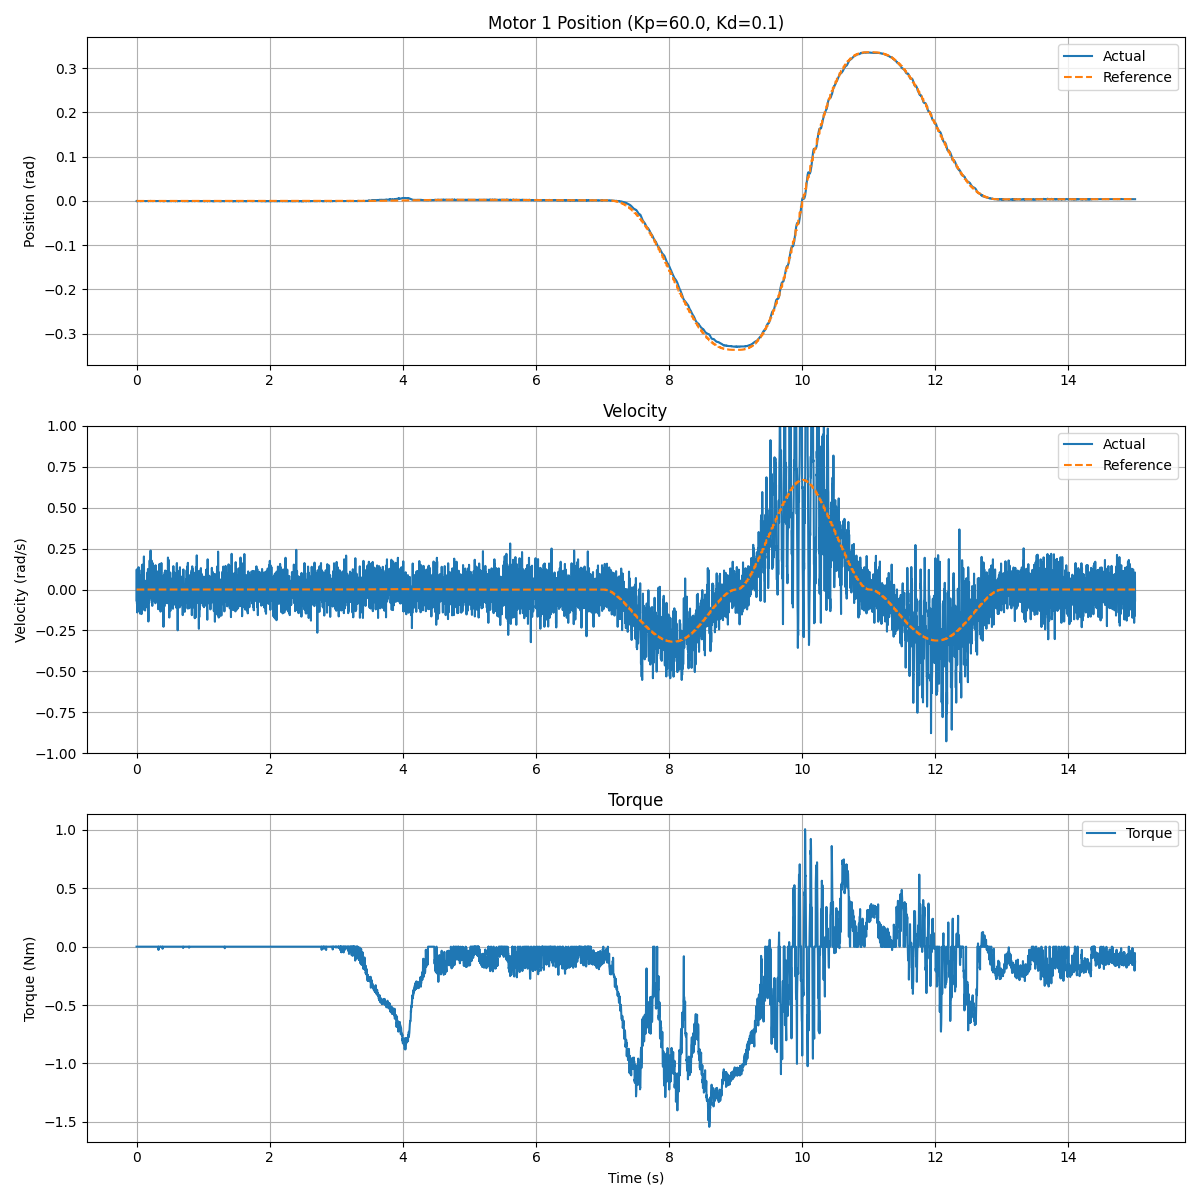 Motor 1 Position (Kp=60.0, Kd=0.1)
Position (rad)
0.3
0.2
0.1
0.0
−0.1
−0.2
−0.3
Actual
Reference
0 2 4 6 8 10 12 14
Velocity
Velocity (rad/s)
1.00
0.75
0.50
0.25
0.00
−0.25
−0.50
−0.75
−1.00
Actual
Reference
0 2 4 6 8 10 12 14
Torque
Torque (Nm)
1.0
0.5
0.0
−0.5
−1.0
−1.5
Torque
0 2 4 6 8 10 12 14
Time (s)